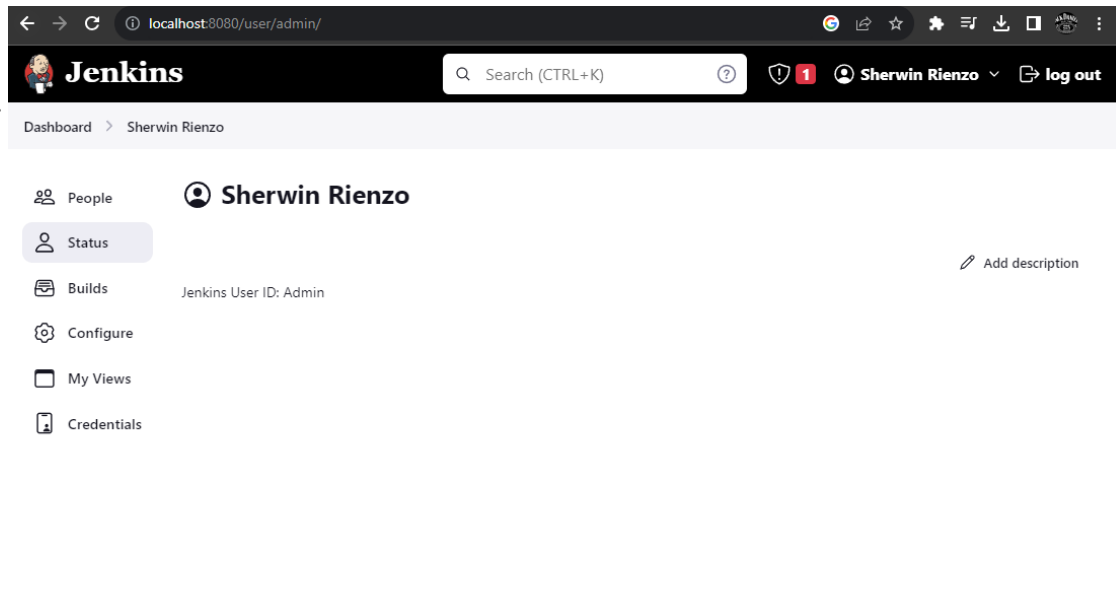 localhost:8080/user/admin/
Jenkins
Search (CTRL+K)
1
Sherwin Rienzo
log out
Dashboard
Sherwin Rienzo
People
Sherwin Rienzo
Status
Add description
Builds
Jenkins User ID: Admin
Configure
My Views
Credentials